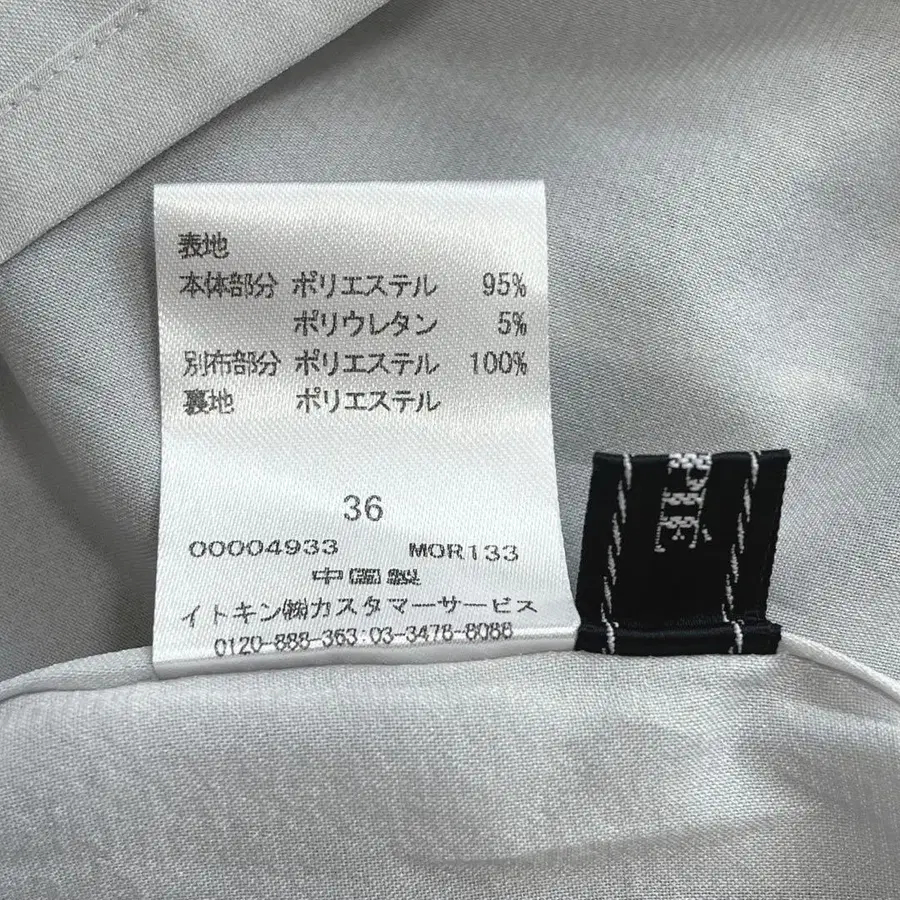 表地
本体部分 ポリエステル 95%
ポリウレタン 5%
別布部分 ポリエステル 100%
裏地 ポリエステル
36
00004933 MOR133
中国製
イトキン㈱カスタマーサービス
0120-888-363:03-3478-8088
PIE